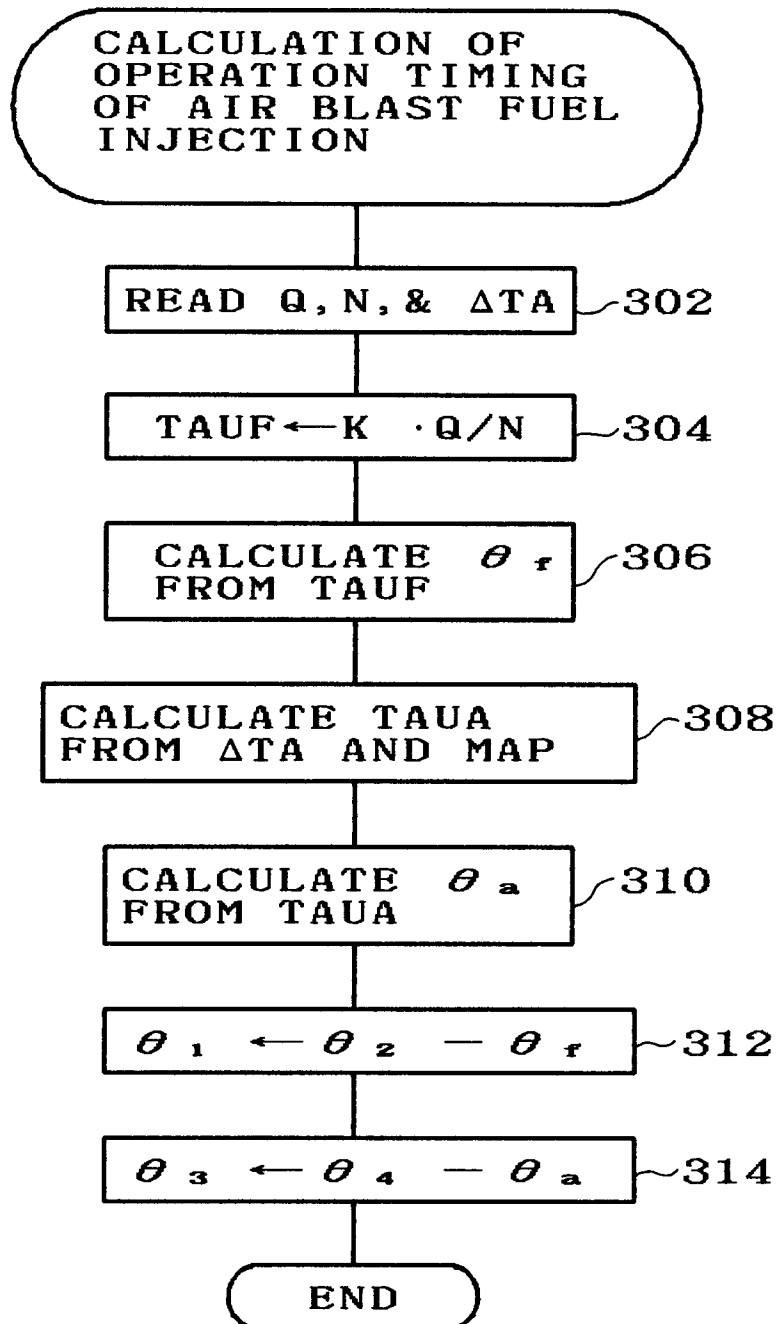 CALCULATION OF
OPERATION TIMING
OF AIR BLAST FUEL
INJECTION
READ Q, N, & ΔTA
302
TAUF←K ·Q/N
304
CALCULATE θf
FROM TAUF
306
CALCULATE TAUA
FROM ΔTA AND MAP
308
CALCULATE θa
FROM TAUA
310
θ1 ← θ2 − θf
312
θ3 ← θ4 − θa
314
END